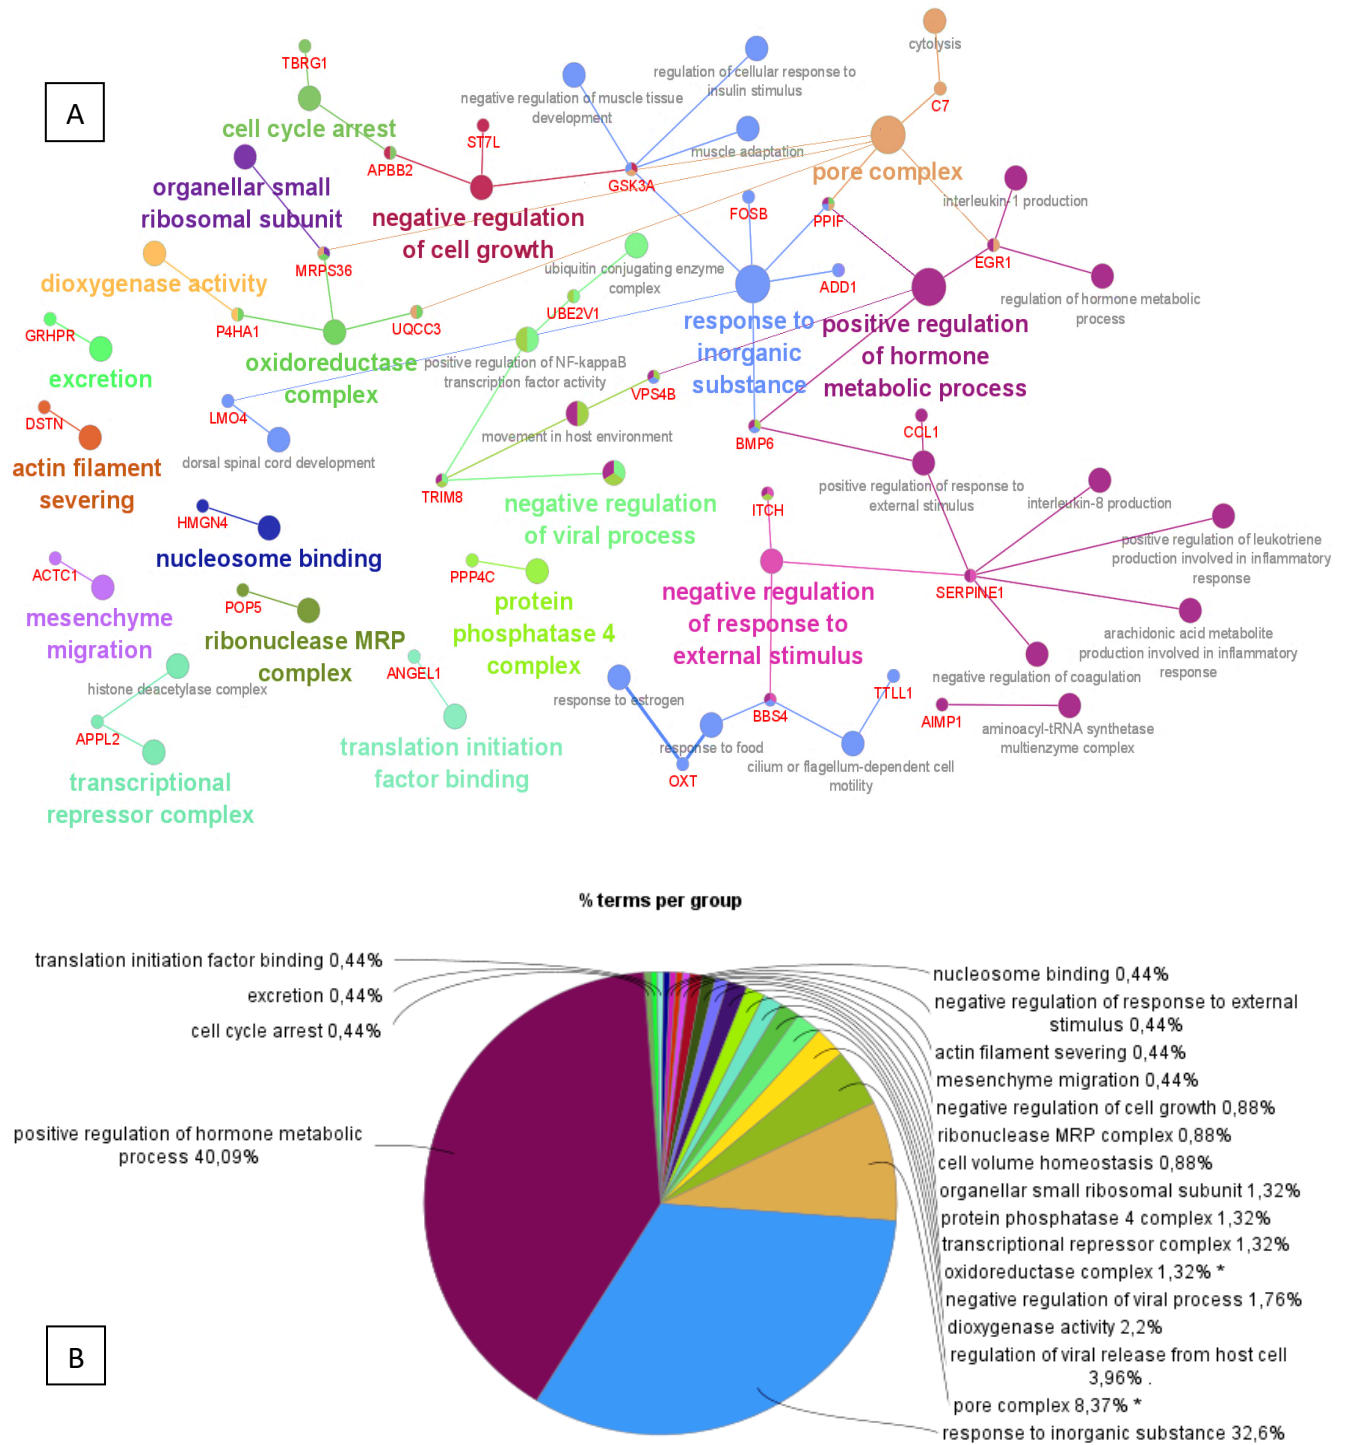 A
TBRG1
cell cycle arrest
organellar small
ribosomal subunit
APBB2
ST7L
negative regulation
of cell growth
negative regulation of muscle tissue
development
regulation of cellular response to
insulin stimulus
muscle adaptation
GSK3A
cytolysis
C7
pore complex
FOSB
PPIF
interleukin-1 production
EGR1
regulation of hormone metabolic
process
MRPS36
dioxygenase activity
P4HA1
UQCC3
oxidoreductase
complex
ubiquitin conjugating enzyme
complex
UBE2V1
positive regulation of NF-kappaB
transcription factor activity
ADD1
response to
inorganic
substance
positive regulation
of hormone
metabolic process
GRHPR
excretion
DSTN
actin filament
severing
LMO4
dorsal spinal cord development
VPS4B
movement in host environment
BMP6
CCL1
positive regulation of response to
external stimulus
TRIM8
negative regulation
of viral process
ITCH
interleukin-8 production
positive regulation of leukotriene
production involved in inflammatory
response
HMGN4
nucleosome binding
ACTC1
mesenchyme
migration
POP5
ribonuclease MRP
complex
PPP4C
protein
phosphatase 4
complex
negative regulation
of response to
external stimulus
SERPINE1
arachidonic acid metabolite
production involved in inflammatory
response
negative regulation of coagulation
histone deacetylase complex
APPL2
transcriptional
repressor complex
ANGEL1
translation initiation
factor binding
response to estrogen
response to food
OXT
BBS4
TTLL1
cilium or flagellum-dependent cell
motility
AIMP1
aminoacyl-tRNA synthetase
multienzyme complex
% terms per group
translation initiation factor binding 0,44%
excretion 0,44%
cell cycle arrest 0,44%
positive regulation of hormone metabolic
process 40,09%
nucleosome binding 0,44%
negative regulation of response to external
stimulus 0,44%
actin filament severing 0,44%
mesenchyme migration 0,44%
negative regulation of cell growth 0,88%
ribonuclease MRP complex 0,88%
cell volume homeostasis 0,88%
organellar small ribosomal subunit 1,32%
protein phosphatase 4 complex 1,32%
transcriptional repressor complex 1,32%
oxidoreductase complex 1,32% *
negative regulation of viral process 1,76%
dioxygenase activity 2,2%
regulation of viral release from host cell
3,96% .
pore complex 8,37% *
response to inorganic substance 32,6%
B